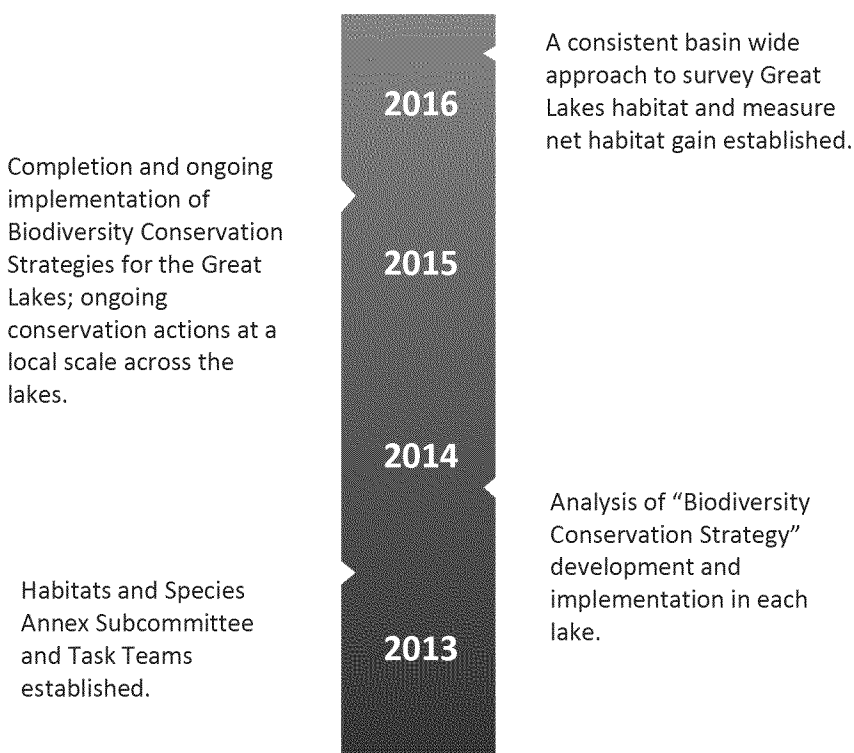 A consistent basin wide
approach to survey Great
Lakes habitat and measure
net habitat gain established.
2016
Completion and ongoing
implementation of
Biodiversity Conservation
Strategies for the Great
Lakes; ongoing
conservation actions at a
local scale across the
lakes.
2015
2014
Analysis of “Biodiversity
Conservation Strategy”
development and
implementation in each
lake.
Habitats and Species
Annex Subcommittee
and Task Teams
established.
2013